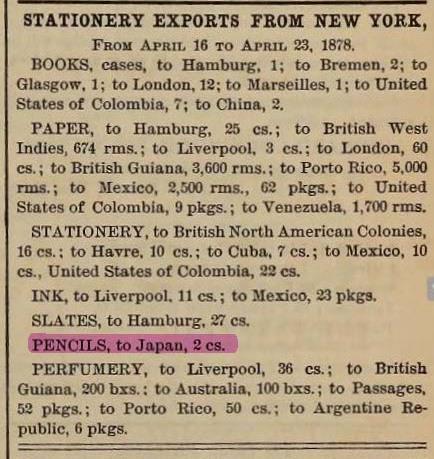 STATIONERY EXPORTS FROM NEW YORK,
FROM APRIL 16 TO APRIL 23, 1878.
BOOKS, cases, to Hamburg, 1; to Bremen, 2; to
Glasgow, 1; to London, 12; to Marseilles, 1; to United
States of Colombia, 7; to China, 2.
PAPER, to Hamburg, 25 cs.; to British West
Indies, 674 rms.; to Liverpool, 3 cs.; to London, 60
cs.; to British Guiana, 3,600 rms.; to Porto Rico, 5,000
rms.; to Mexico, 2,500 rms., 62 pkgs.; to United
States of Colombia, 9 pkgs.; to Venezuela, 1,700 rms.
STATIONERY, to British North American Colonies,
16 cs.; to Havre, 10 cs.; to Cuba, 7 cs.; to Mexico, 10
cs., United States of Colombia, 22 cs.
INK, to Liverpool, 11 cs.; to Mexico, 23 pkgs.
SLATES, to Hamburg, 27 cs.
PENCILS, to Japan, 2 cs.
PERFUMERY, to Liverpool, 36 cs.; to British
Guiana, 200 bxs.; to Australia, 100 bxs.; to Passages,
52 pkgs.; to Porto Rico, 50 cs.; to Argentine Re-
public, 6 pkgs.